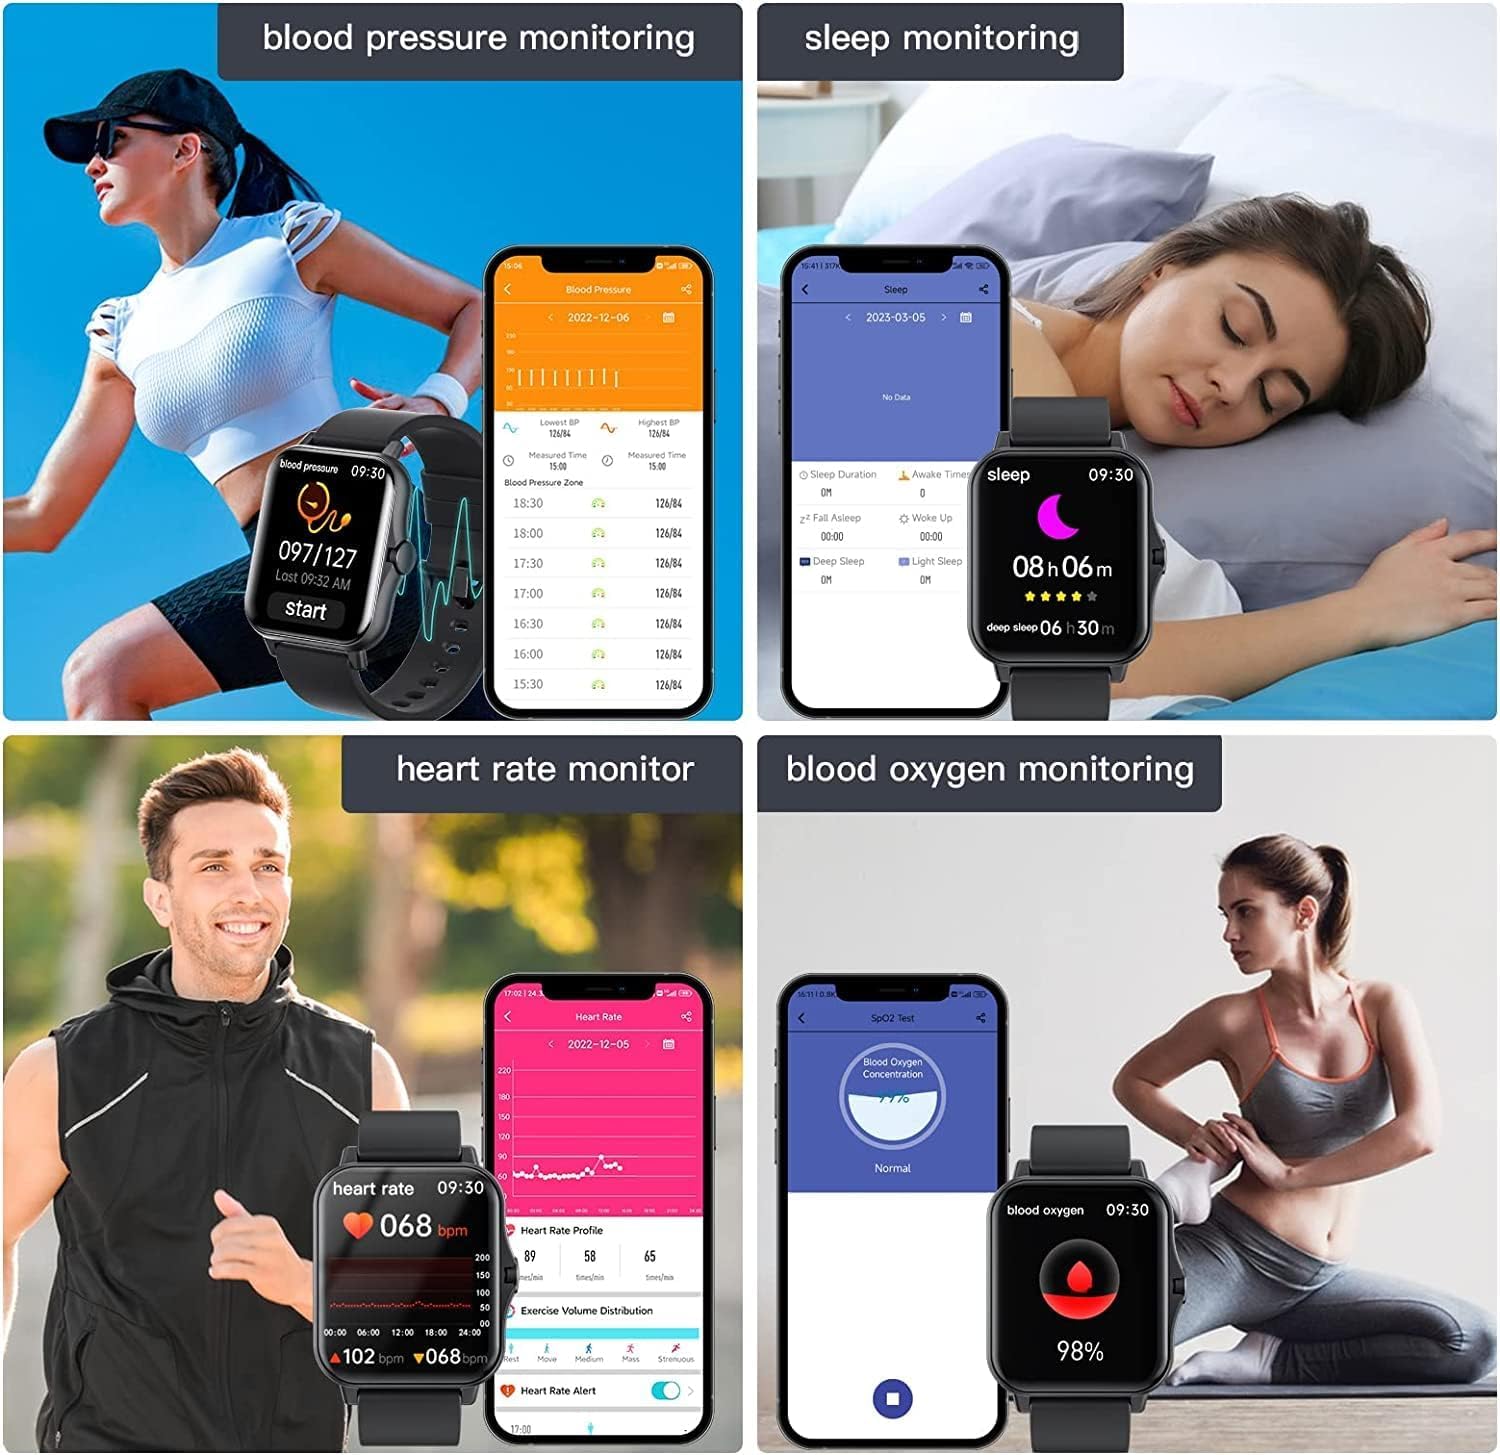 blood pressure monitoring
15:06
Blood Pressure
2022-12-06
Lowest BP
126/84
Highest BP
126/84
Measured Time
15:00
Measured Time
15:00
Blood Pressure Zone
18:30 126/84
18:00 126/84
17:30 126/84
17:00 126/84
16:30 126/84
16:00 126/84
15:30 126/84
blood pressure 09:30
097/127
Last 09:32 AM
start
sleep monitoring
Sleep
2023-03-05
No Data
Sleep Duration
0M
Awake Times
0
Fall Asleep
00:00
Woke Up
00:00
Deep Sleep
0M
Light Sleep
0M
sleep 09:30
08h06m
deep sleep 06h30m
heart rate monitor
Heart Rate
2022-12-05
220
180
150
110
90
60
30
Heart Rate Profile
89 58 65
times/min times/min
Exercise Volume Distribution
Rest Move Medium Mass Strenuous
Heart Rate Alert
17:00
heart rate 09:30
068 bpm
200
150
100
50
00
00:00 06:00 12:00 18:00 24:00
102 bpm 068 bpm
blood oxygen monitoring
SpO2 Test
Blood Oxygen
Concentration
99%
Normal
blood oxygen 09:30
98%